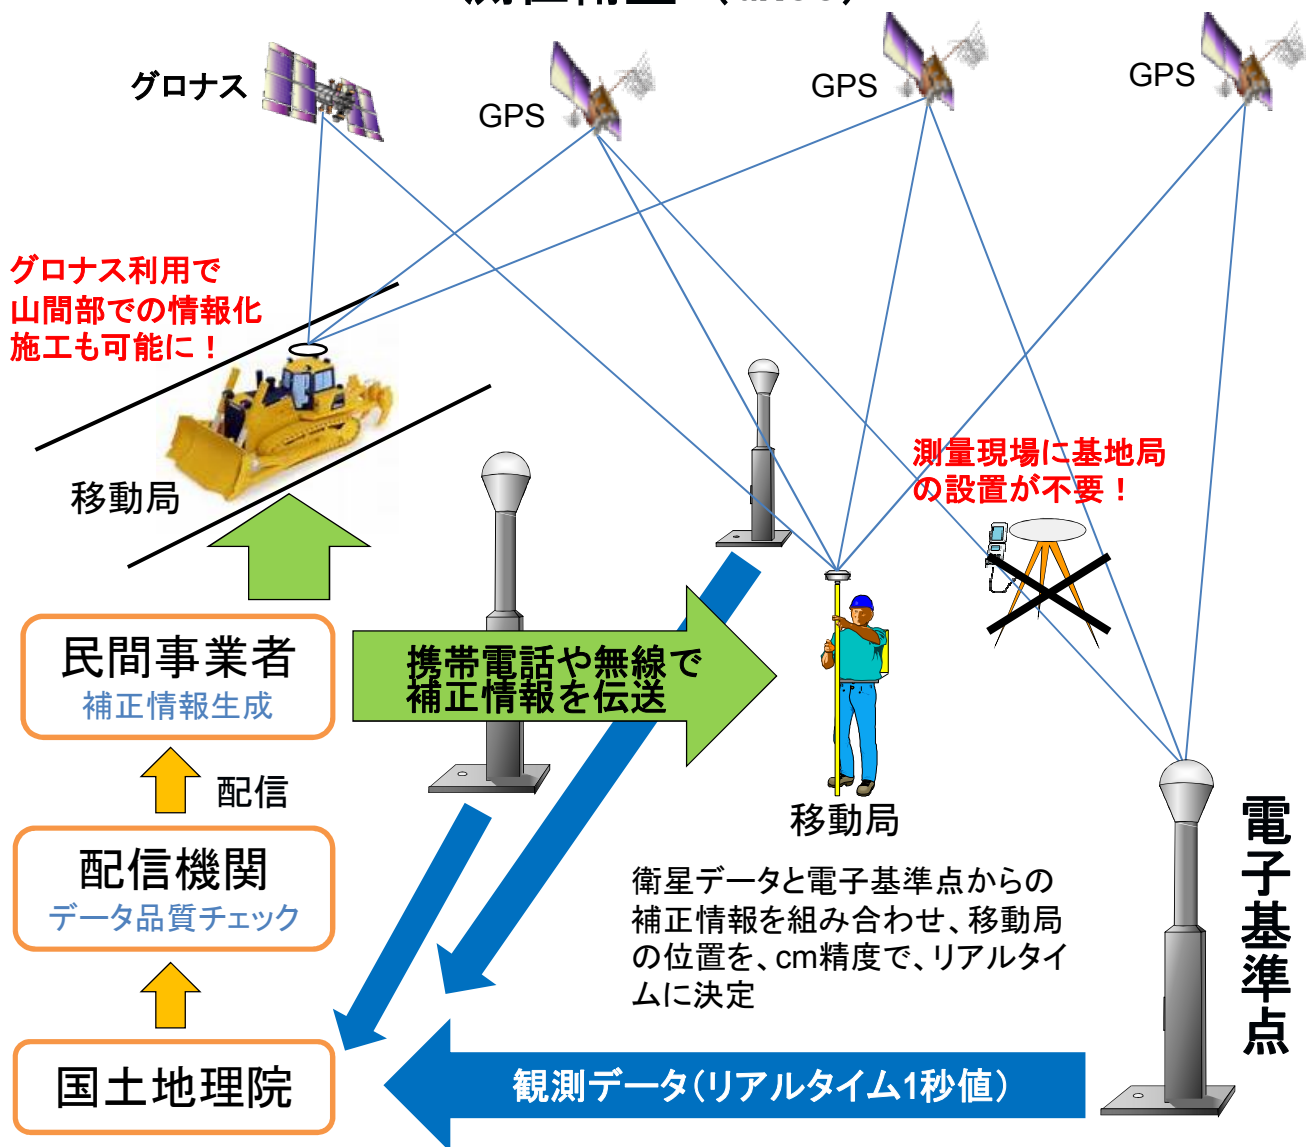 グロナス
GPS
GPS
GPS
グロナス利用で
山間部での情報化
施工も可能に！
移動局
測量現場に基地局
の設置が不要！
民間事業者
補正情報生成
携帯電話や無線で
補正情報を伝送
配信
移動局
配信機関
データ品質チェック
衛星データと電子基準点からの
補正情報を組み合わせ、移動局
の位置を、cm精度で、リアルタイ
ムに決定
電子基準点
国土地理院
観測データ（リアルタイム1秒値）